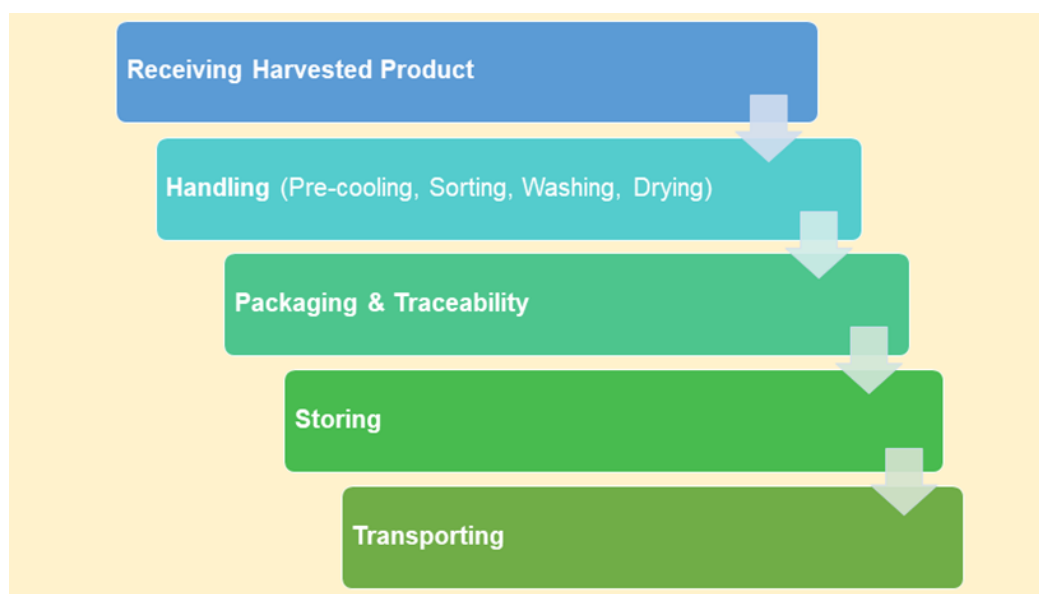 Receiving Harvested Product
Handling (Pre-cooling, Sorting, Washing, Drying)
Packaging & Traceability
Storing
Transporting